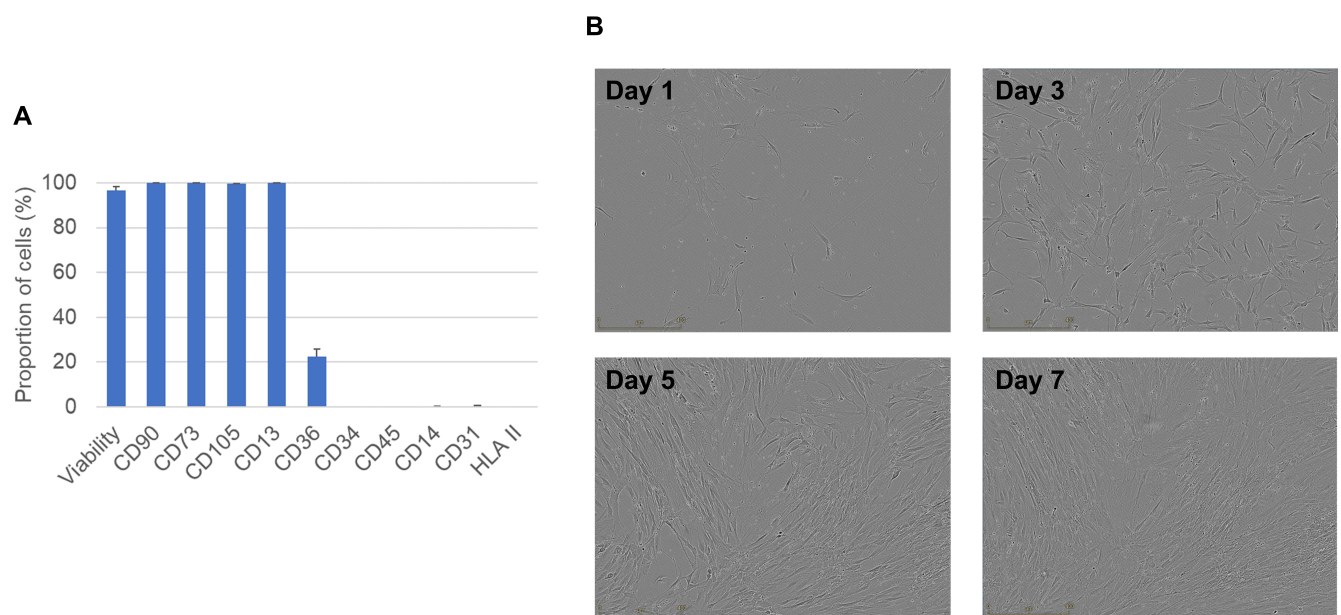 A
Proportion of cells (%)
100
80
60
40
20
0
Viability
CD90
CD73
CD105
CD13
CD36
CD34
CD45
CD14
CD31
HLA II
B
Day 1
Day 3
Day 5
Day 7